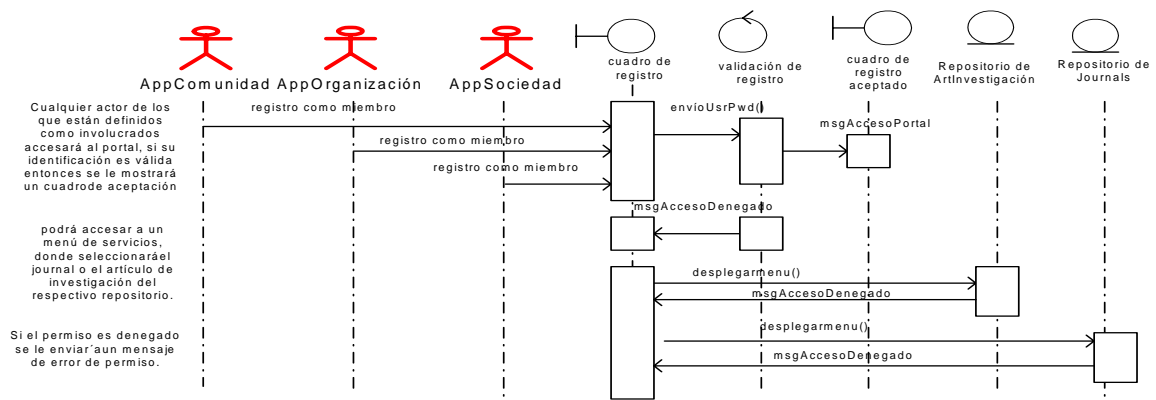 AppComunidad
AppOrganización
AppSociedad
cuadro de
registro
validación de
registro
cuadro de
registro
aceptado
Repositorio de
ArtInvestigación
Repositorio de
Journals
Cualquier actor de los
que están definidos
como involucrados
accesará al portal, si su
identificación es válida
entonces se le mostrará
un cuadrode aceptación
registro como miembro
registro como miembro
registro como miembro
envíoUsrPwd()
msgAccesoPortal
msgAccesoDenegado
podrá accesar a un
menú de servicios,
donde seleccionaráel
journal o el artículo de
investigación del
respectivo repositorio.
desplegarmenu()
msgAccesoDenegado
desplegarmenu()
msgAccesoDenegado
Si el permiso es denegado
se le enviar´aun mensaje
de error de permiso.